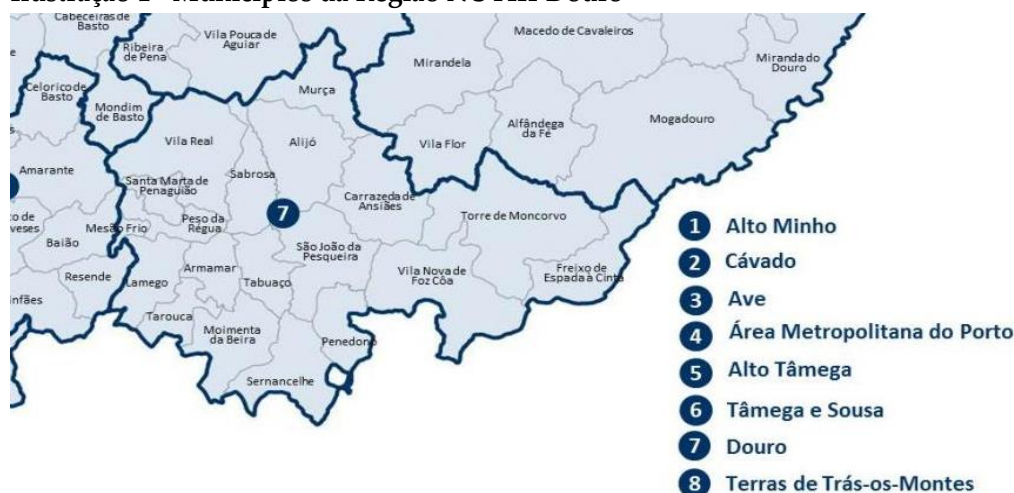 Cabeceiras de
Basto
Ribeira
de Pena
Vila Pouca de
Aguiar
Macedo de Cavaleiros
Mirandela
Miranda do
Douro
Celorico de
Basto
Mondim
de Basto
Murça
Alfândega
da Fé
Mogadouro
Vila Real
Alijó
Vila Flor
Amarante
Sabrosa
Santa Marta de
Penaguião
Carrazeda de
Ansiães
7
Peso da
Régua
Torre de Moncorvo
Mesão Frio
Baião
São João da
Pesqueira
Resende
Lamego
Armamar
Tabuaço
Vila Nova de
Foz Côa
Freixo de
Espada à Cinta
Tarouca
Moimenta
da Beira
Penedono
Sernancelhe
1 Alto Minho
2 Cávado
3 Ave
4 Área Metropolitana do Porto
5 Alto Tâmega
6 Tâmega e Sousa
7 Douro
8 Terras de Trás-os-Montes